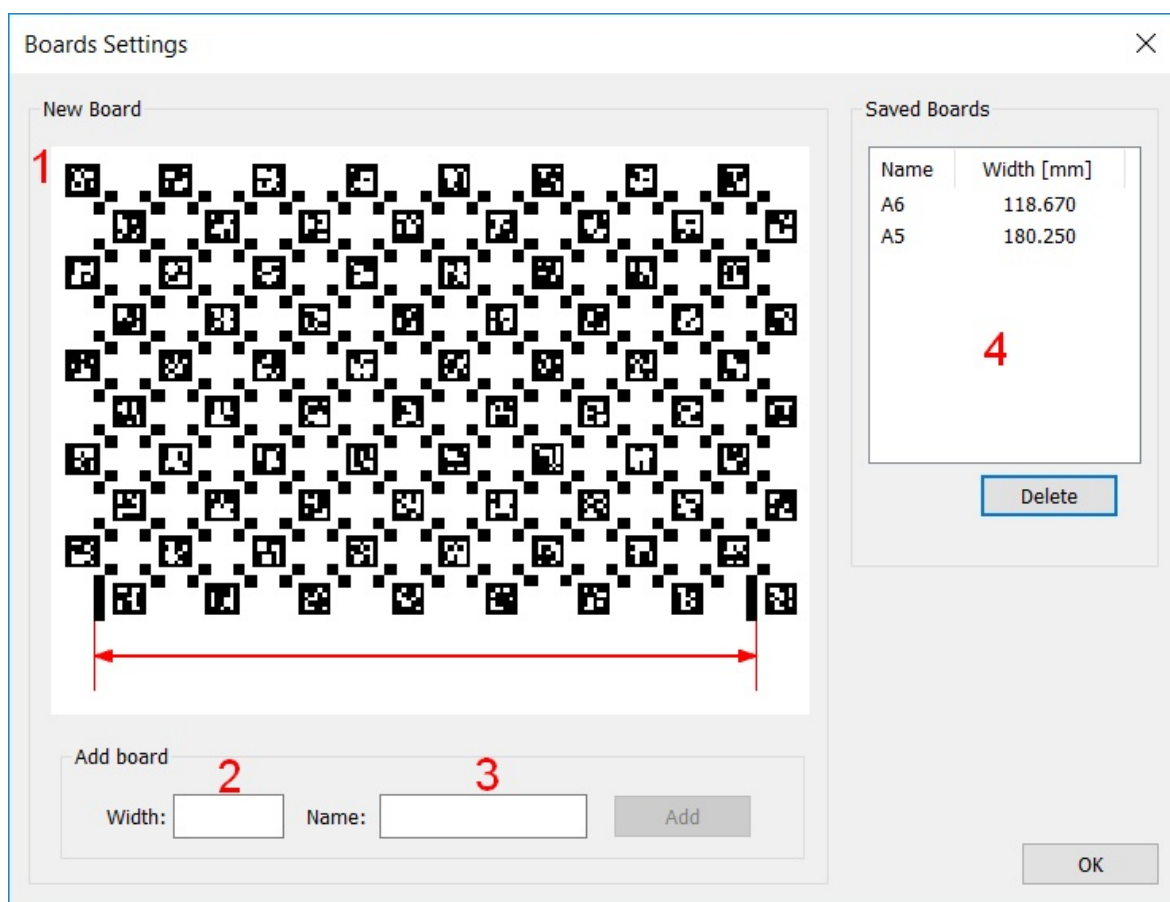 Boards Settings
New Board
1
Add board
2
3
Width:
Name:
Add
Saved Boards
Name Width [mm]
A6 118.670
A5 180.250
4
Delete
OK